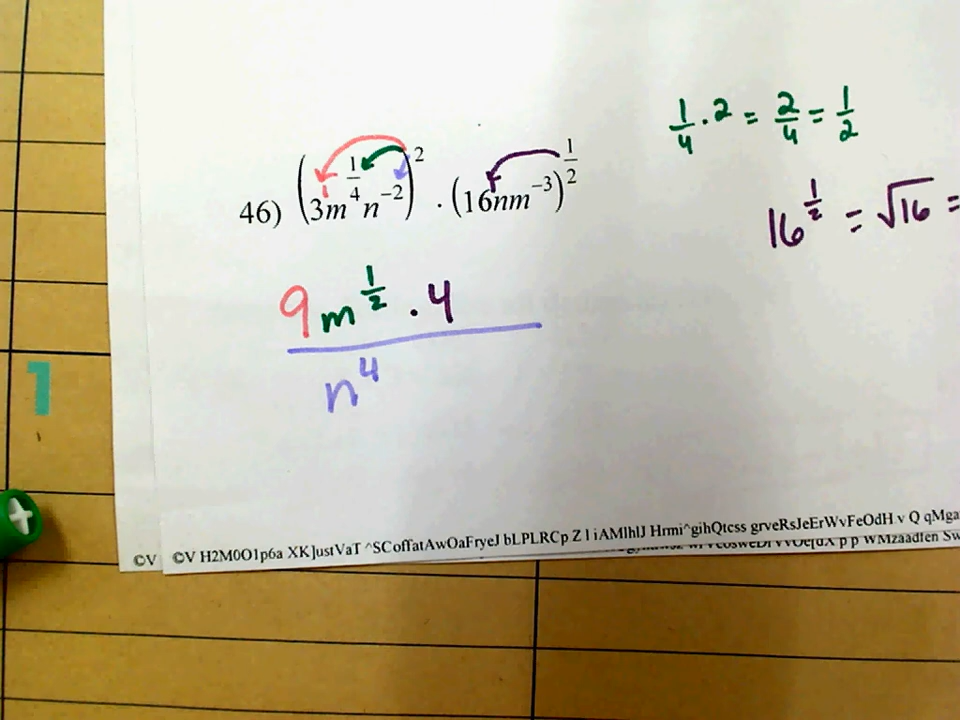 1/4 · 2 = 2/4 = 1/2
46) (3m^(1/4)n^(-2))^2 · (16nm^(-3))^(1/2)
16^(1/2) = √16 =
9m^(1/2) · 4
n^4
1
©V H2M0O1p6a XK]ustVaT ^SCoffatAwOaFryeJ bLPLRCp Z l iAMlhlJ Hrmi^gihQtcss grveRsJeErWvFeOdH v Q qMga
©V